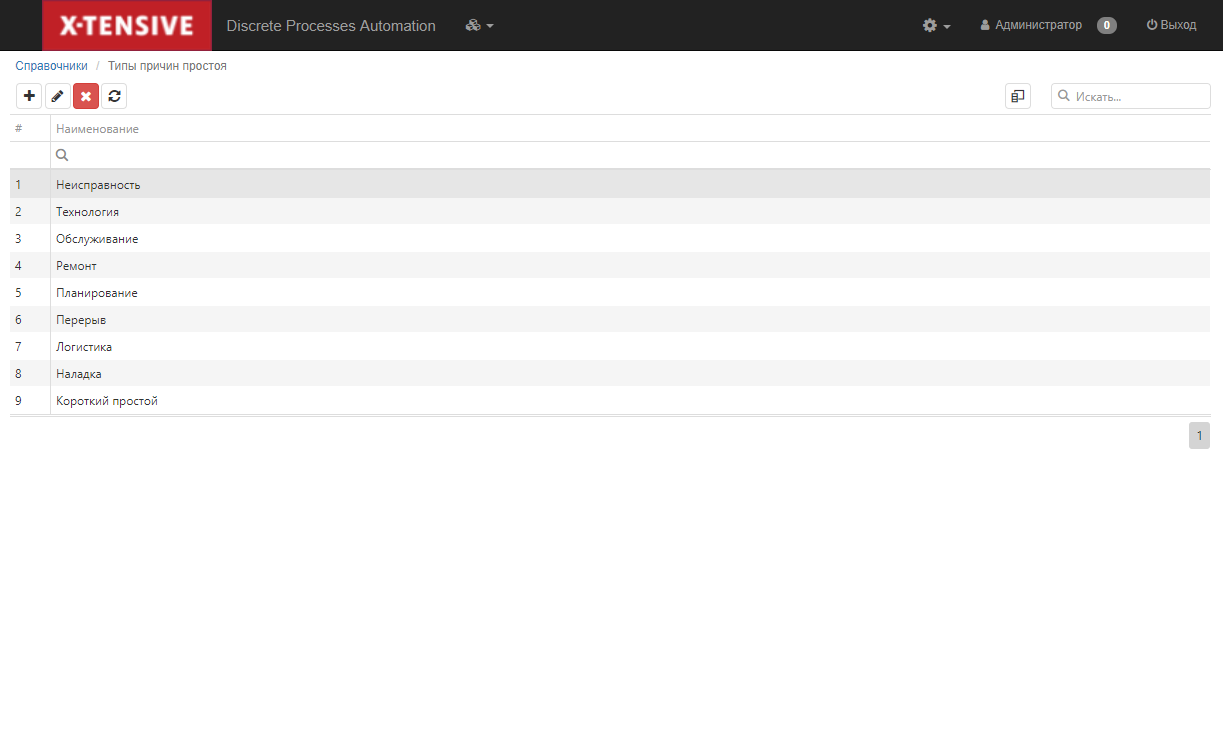 X-TENSIVE Discrete Processes Automation Администратор 0 Выход
Справочники / Типы причин простоя
Искать...
# Наименование
1 Неисправность
2 Технология
3 Обслуживание
4 Ремонт
5 Планирование
6 Перерыв
7 Логистика
8 Наладка
9 Короткий простой
1